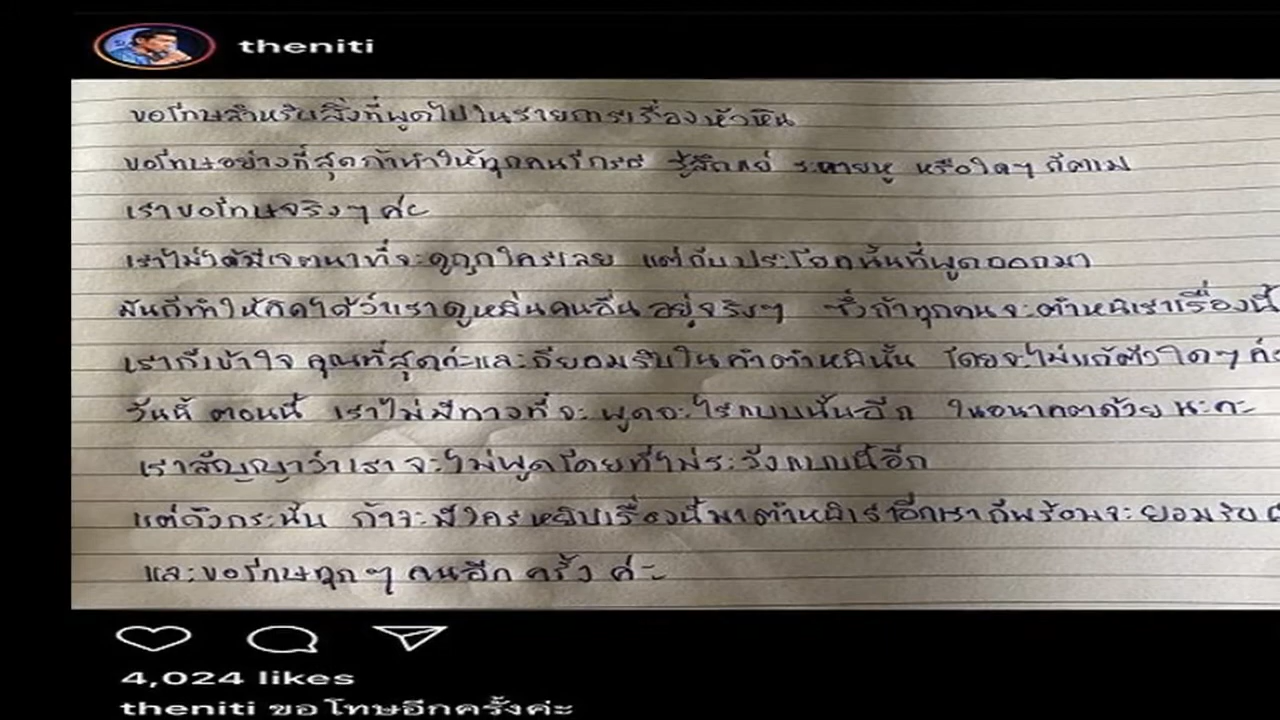 theniti
ขอโทษสำหรับสิ่งที่พูดไปในรายการเรื่องหัวหิน
ขอโทษอย่างที่สุดถ้าทำให้ทุกคนโกรธ รู้สึกแย่ ระคายหู หรือใดๆ ก็ตาม
เราขอโทษจริงๆ ค่ะ
เราไม่ได้มีเจตนาที่จะดูถูกใครเลย แต่กับประโยคนั้นที่พูดออกมา
มันก็ทำให้คิดได้ว่าเราดูหมิ่นคนอื่นอยู่จริงๆ ซึ่งถ้าทุกคนจะตำหนิเราเรื่องนี้
เราก็เข้าใจ คุณที่สุดค่ะและก็ยอมรับในคำตำหนินั้น โดยจะไม่แก้ตัวใดๆ
วันนี้ ตอนนี้ เราไม่มีทางที่จะพูดอะไรแบบนั้นอีก ในอนาคตด้วย นะคะ
เราสัญญาว่าเราจะไม่พูดโดยที่ไม่ระวังแบบนี้อีก
แต่ดังกระนั้น ถ้าจะมีใครหยิบเรื่องนี้มาตำหนิเราอีกเราก็พร้อมจะยอมรับ
และขอโทษทุกๆ คนอีก ครั้ง ค่ะ
4,024 likes
theniti ขอโทษอีกครั้งค่ะ